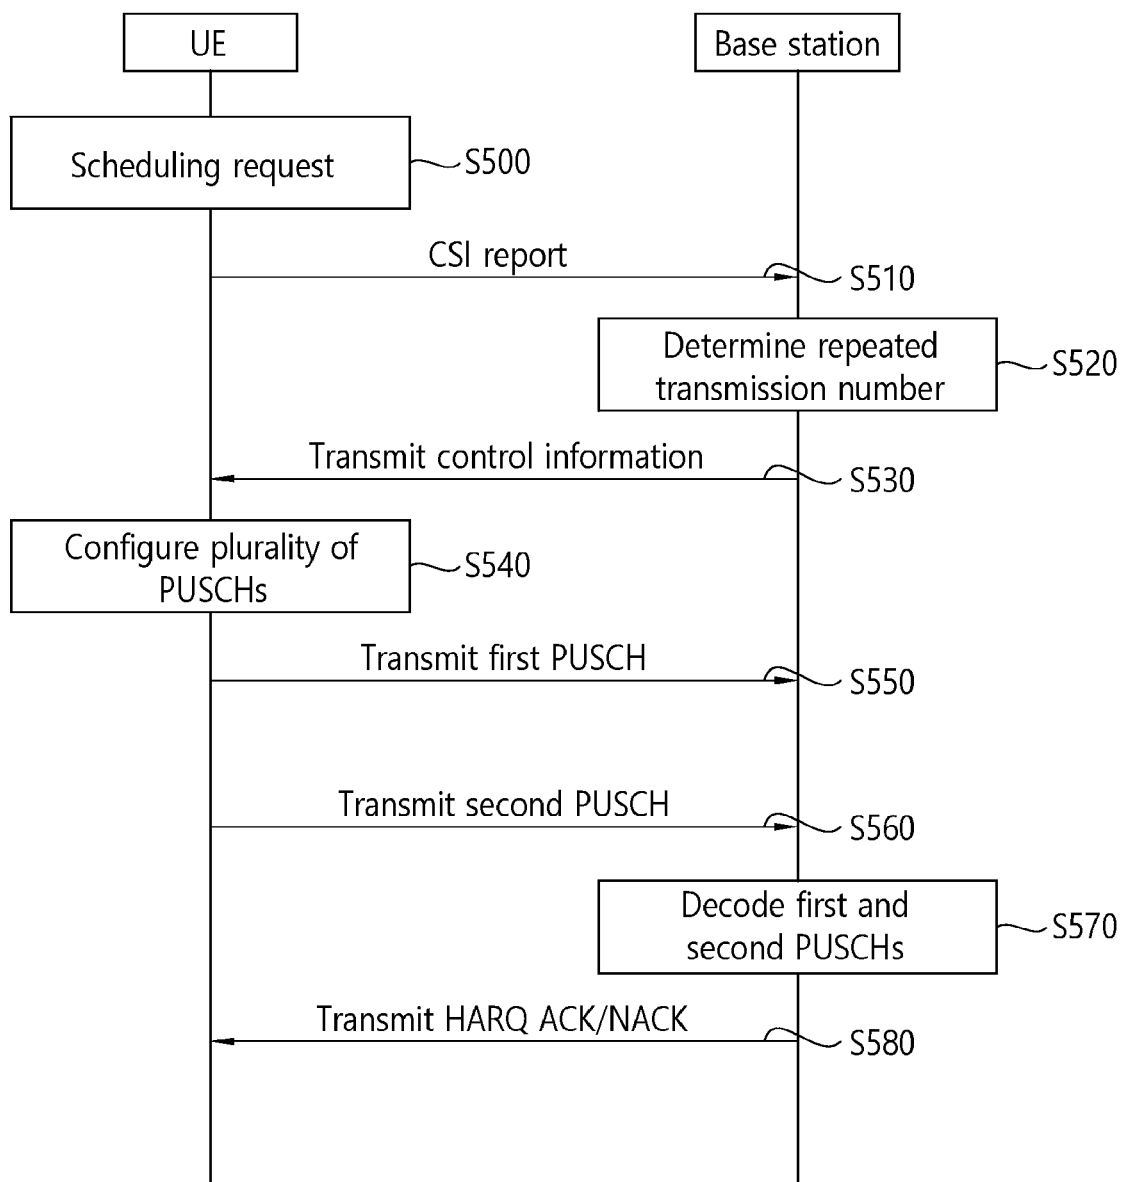 UE
Base station
Scheduling request
S500
CSI report
S510
Determine repeated
transmission number
S520
Transmit control information
S530
Configure plurality of
PUSCHs
S540
Transmit first PUSCH
S550
Transmit second PUSCH
S560
Decode first and
second PUSCHs
S570
Transmit HARQ ACK/NACK
S580